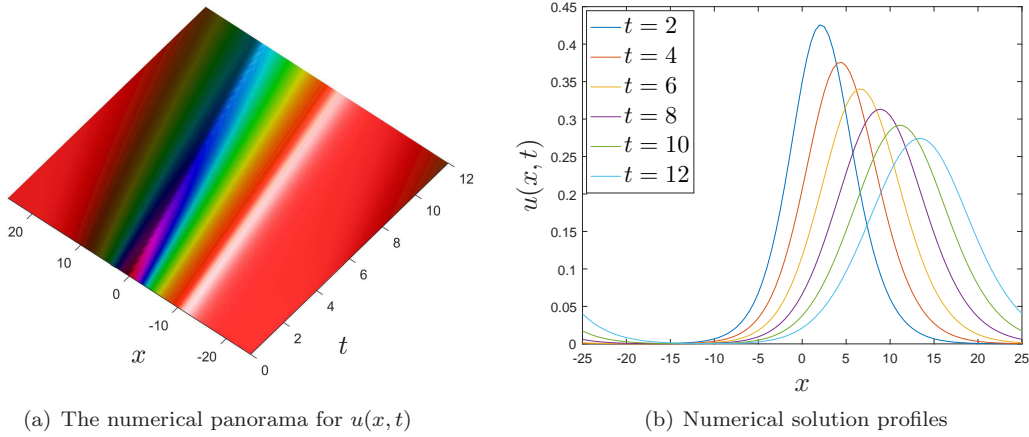 12
10
8
6
4
2
0
20
10
0
-10
-20
x
t
(a) The numerical panorama for u(x, t)
0.45
0.4
0.35
0.3
0.25
0.2
0.15
0.1
0.05
0
u(x, t)
t = 2
t = 4
t = 6
t = 8
t = 10
t = 12
-25 -20 -15 -10 -5 0 5 10 15 20 25
x
(b) Numerical solution profiles